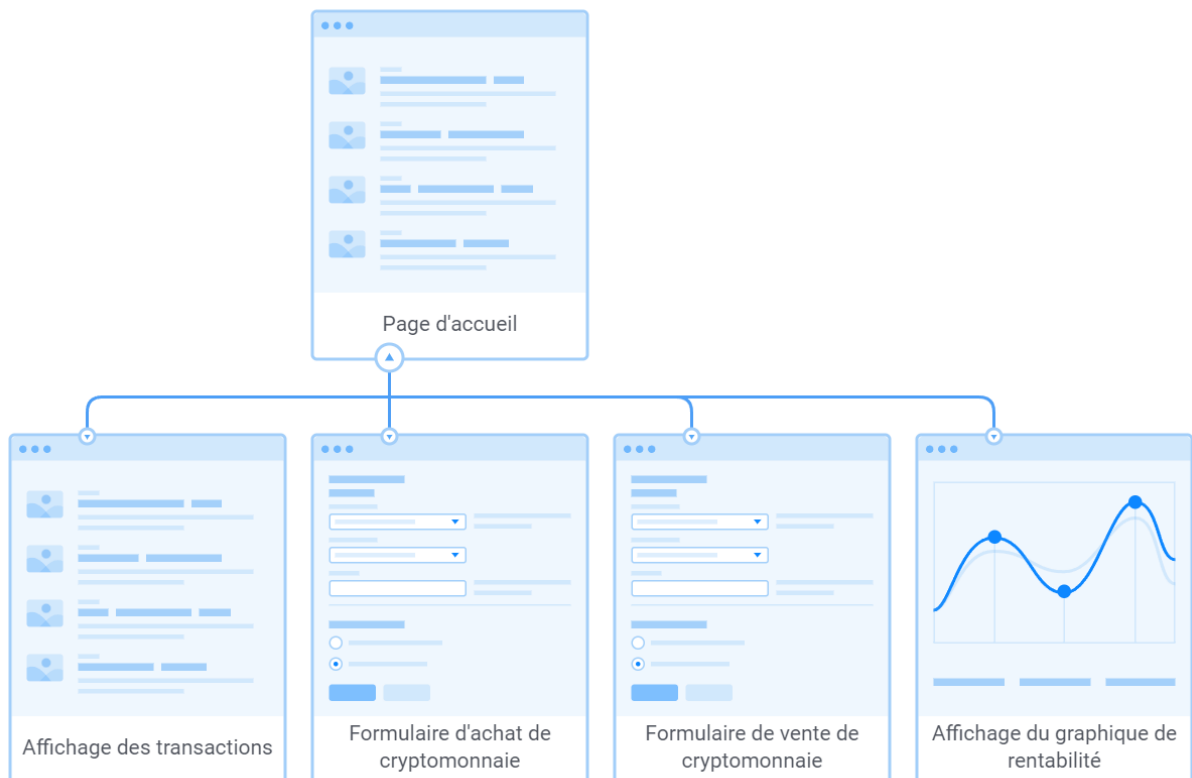 Page d'accueil
Affichage des transactions
Formulaire d'achat de
cryptomonnaie
Formulaire de vente de
cryptomonnaie
Affichage du graphique de
rentabilité